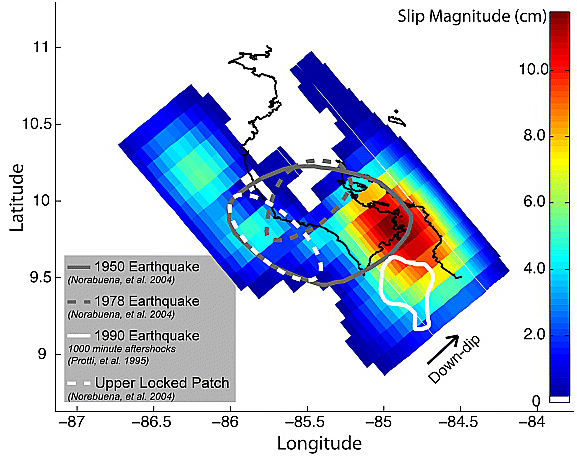 Slip Magnitude (cm)
11
10.5
10
9.5
9
Latitude
10
8.0
6.0
4.0
2.0
0
1950 Earthquake
(Norabuena, et al. 2004)
1978 Earthquake
(Norabuena, et al. 2004)
1990 Earthquake
1000 minute aftershocks
(Protti, et al. 1995)
Upper Locked Patch
(Norebuena, et al. 2004)
Down-dip
−87 −86.5 −86 −85.5 −85 −84.5 −84
Longitude